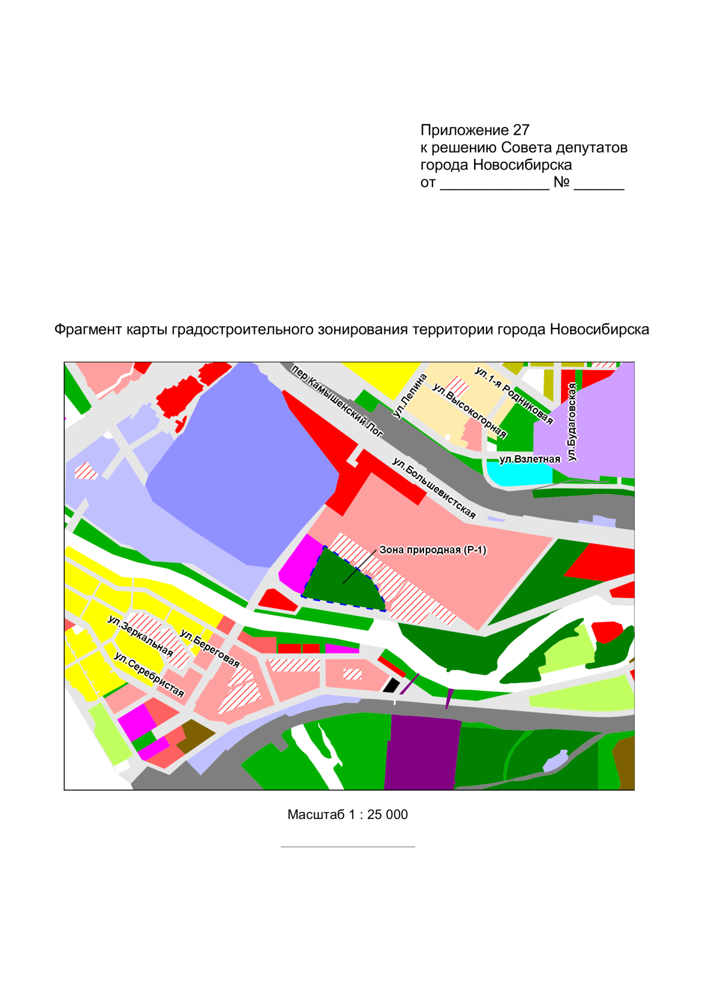 Приложение 27
к решению Совета депутатов
города Новосибирска
от _____________ № ______
Фрагмент карты градостроительного зонирования территории города Новосибирска
пер.Камышенский Лог
ул.Лепина
ул.Высокогорная
ул.1-я Родниковая
ул.Будаговская
ул.Взлетная
ул.Большевистская
Зона природная (Р-1)
ул.Зеркальная
ул.Береговая
ул.Серебристая
Масштаб 1 : 25 000